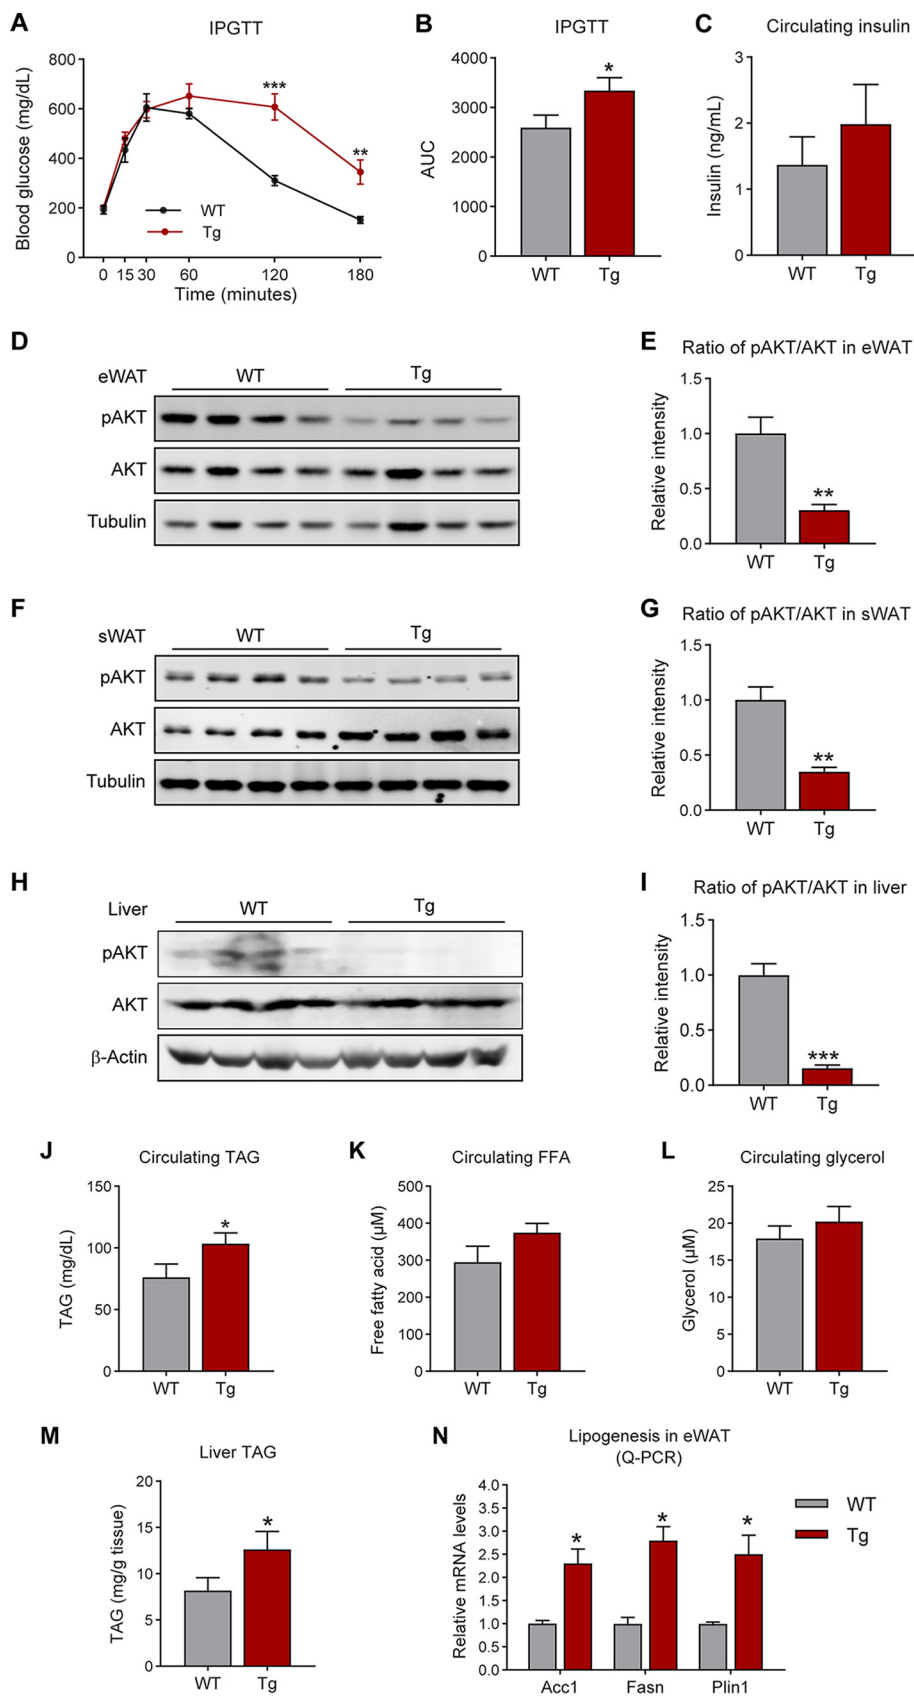 A
IPGTT
Blood glucose (mg/dL)
800
600
400
200
0
***
**
WT
Tg
0 15 30 60 120 180
Time (minutes)
B
IPGTT
AUC
4000
3000
2000
1000
0
*
WT Tg
C
Circulating insulin
Insulin (ng/mL)
3
2
1
0
WT Tg
D
eWAT WT Tg
pAKT
AKT
Tubulin
E
Ratio of pAKT/AKT in eWAT
Relative intensity
1.5
1.0
0.5
0.0
**
WT Tg
F
sWAT WT Tg
pAKT
AKT
Tubulin
G
Ratio of pAKT/AKT in sWAT
Relative intensity
1.5
1.0
0.5
0.0
**
WT Tg
H
Liver WT Tg
pAKT
AKT
β-Actin
I
Ratio of pAKT/AKT in liver
Relative intensity
1.5
1.0
0.5
0.0
***
WT Tg
J
Circulating TAG
TAG (mg/dL)
150
100
50
0
*
WT Tg
K
Circulating FFA
Free fatty acid (µM)
500
400
300
200
100
0
WT Tg
L
Circulating glycerol
Glycerol (µM)
25
20
15
10
5
0
WT Tg
M
Liver TAG
TAG (mg/g tissue)
20
15
10
5
0
*
WT Tg
N
Lipogenesis in eWAT
(Q-PCR)
Relative mRNA levels
4.0
3.5
3.0
2.5
2.0
1.5
1.0
0.5
0.0
* * *
Acc1 Fasn Plin1
WT
Tg